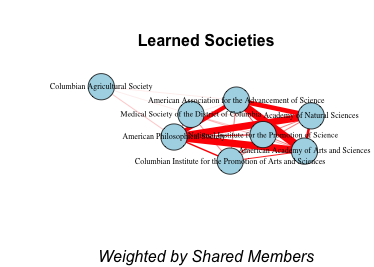 Learned Societies
Columbian Agricultural Society
American Association for the Advancement of Science
Medical Society of the District of Columbia
Academy of Natural Sciences
American Philosophical Society
Institute for the Promotion of Science
American Academy of Arts and Sciences
Columbian Institute for the Promotion of Arts and Sciences
Weighted by Shared Members